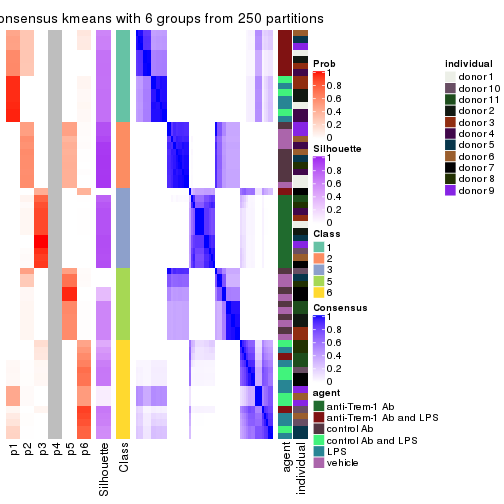 onsensus kmeans with 6 groups from 250 partitions
Prob
1
0.8
0.6
0.4
0.2
0
Silhouette
1
0.8
0.6
0.4
0.2
0
Class
1
2
3
5
6
Consensus
1
0.8
0.6
0.4
0.2
0
agent
anti-Trem-1 Ab
anti-Trem-1 Ab and LPS
control Ab
control Ab and LPS
LPS
vehicle
individual
donor 1
donor 10
donor 11
donor 2
donor 3
donor 4
donor 5
donor 6
donor 7
donor 8
donor 9
p1
p2
p3
p4
p5
p6
Silhouette
Class
agent
individual